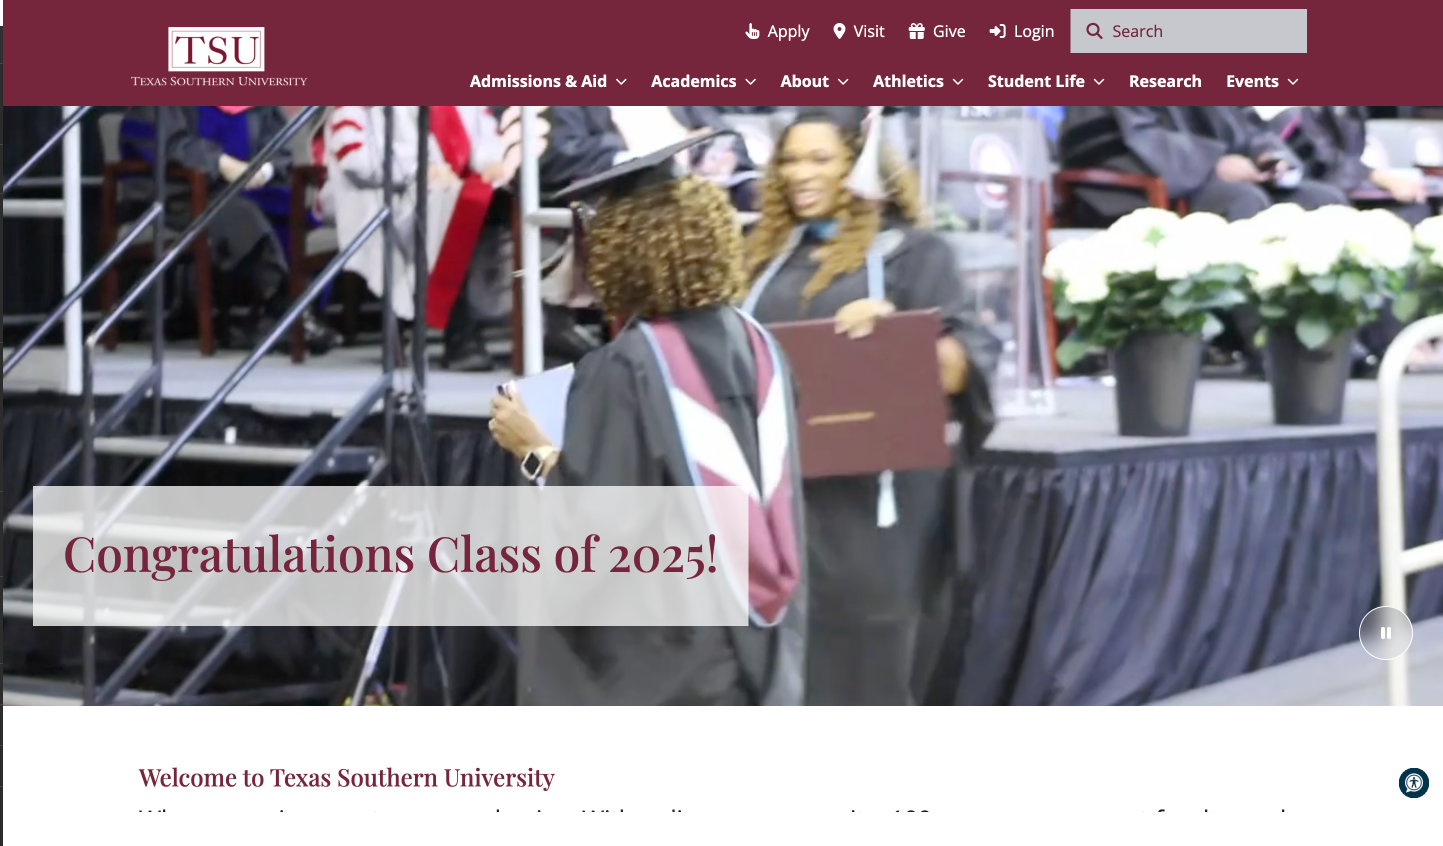 TSU
TEXAS SOUTHERN UNIVERSITY
Apply Visit Give Login Search
Admissions & Aid Academics About Athletics Student Life Research Events
Congratulations Class of 2025!
Welcome to Texas Southern University